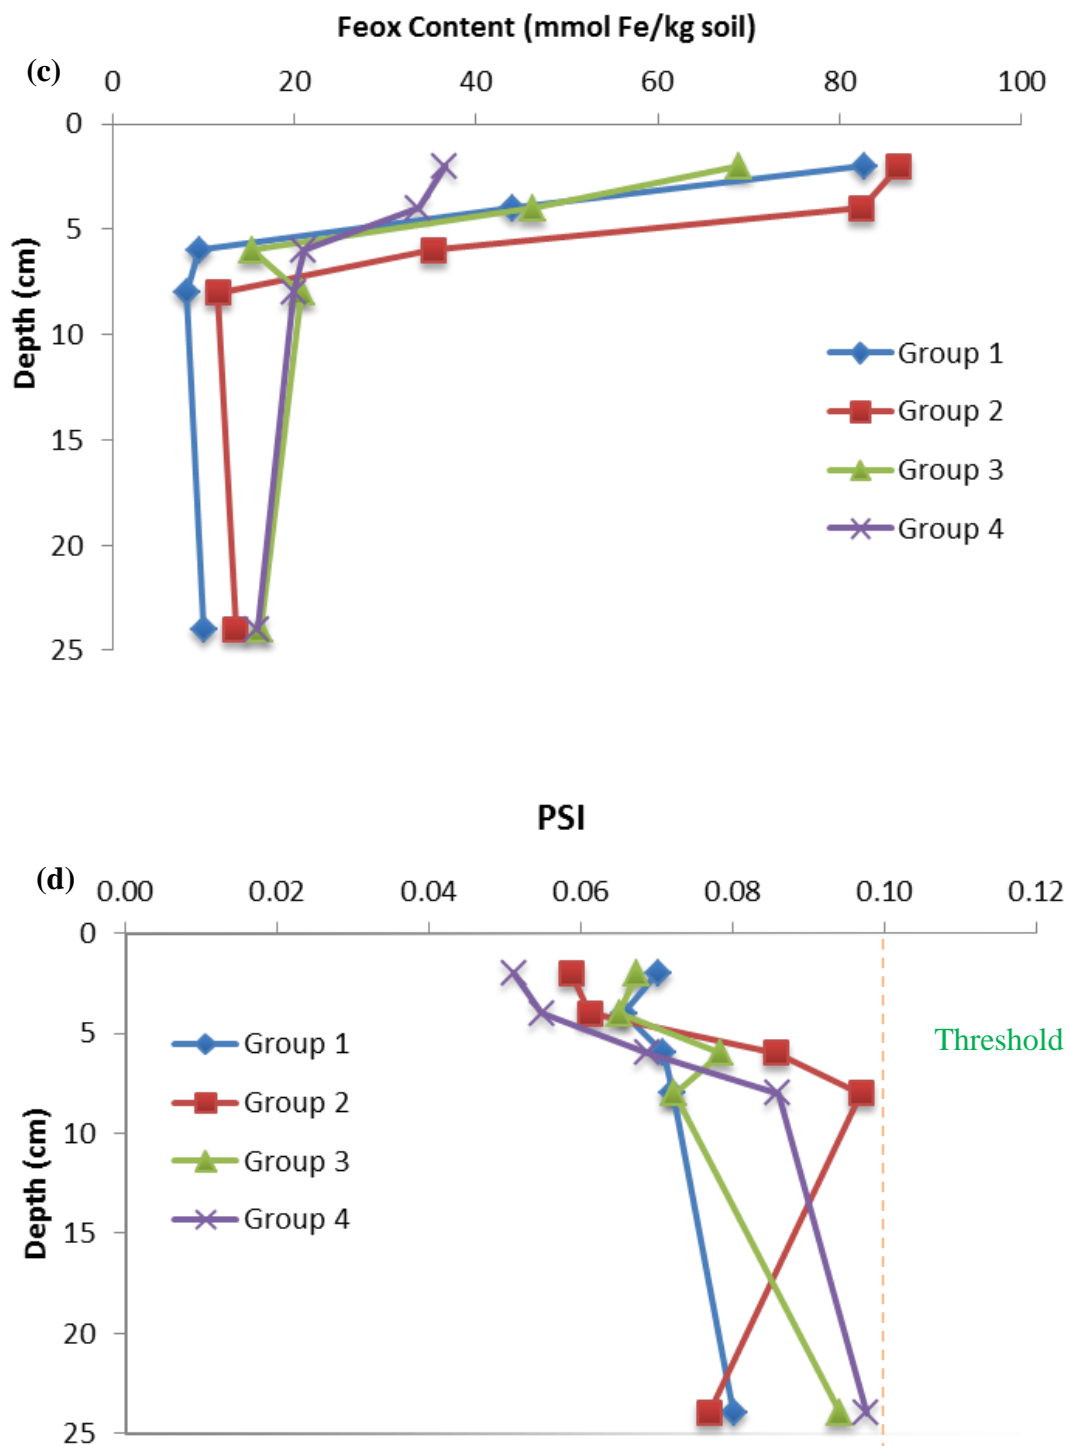 Feox Content (mmol Fe/kg soil)
(c)
0 20 40 60 80 100
0
5
10
15
20
25
Depth (cm)
Group 1
Group 2
Group 3
Group 4
PSI
(d)
0.00 0.02 0.04 0.06 0.08 0.10 0.12
0
5
10
15
20
25
Depth (cm)
Group 1
Group 2
Group 3
Group 4
Threshold